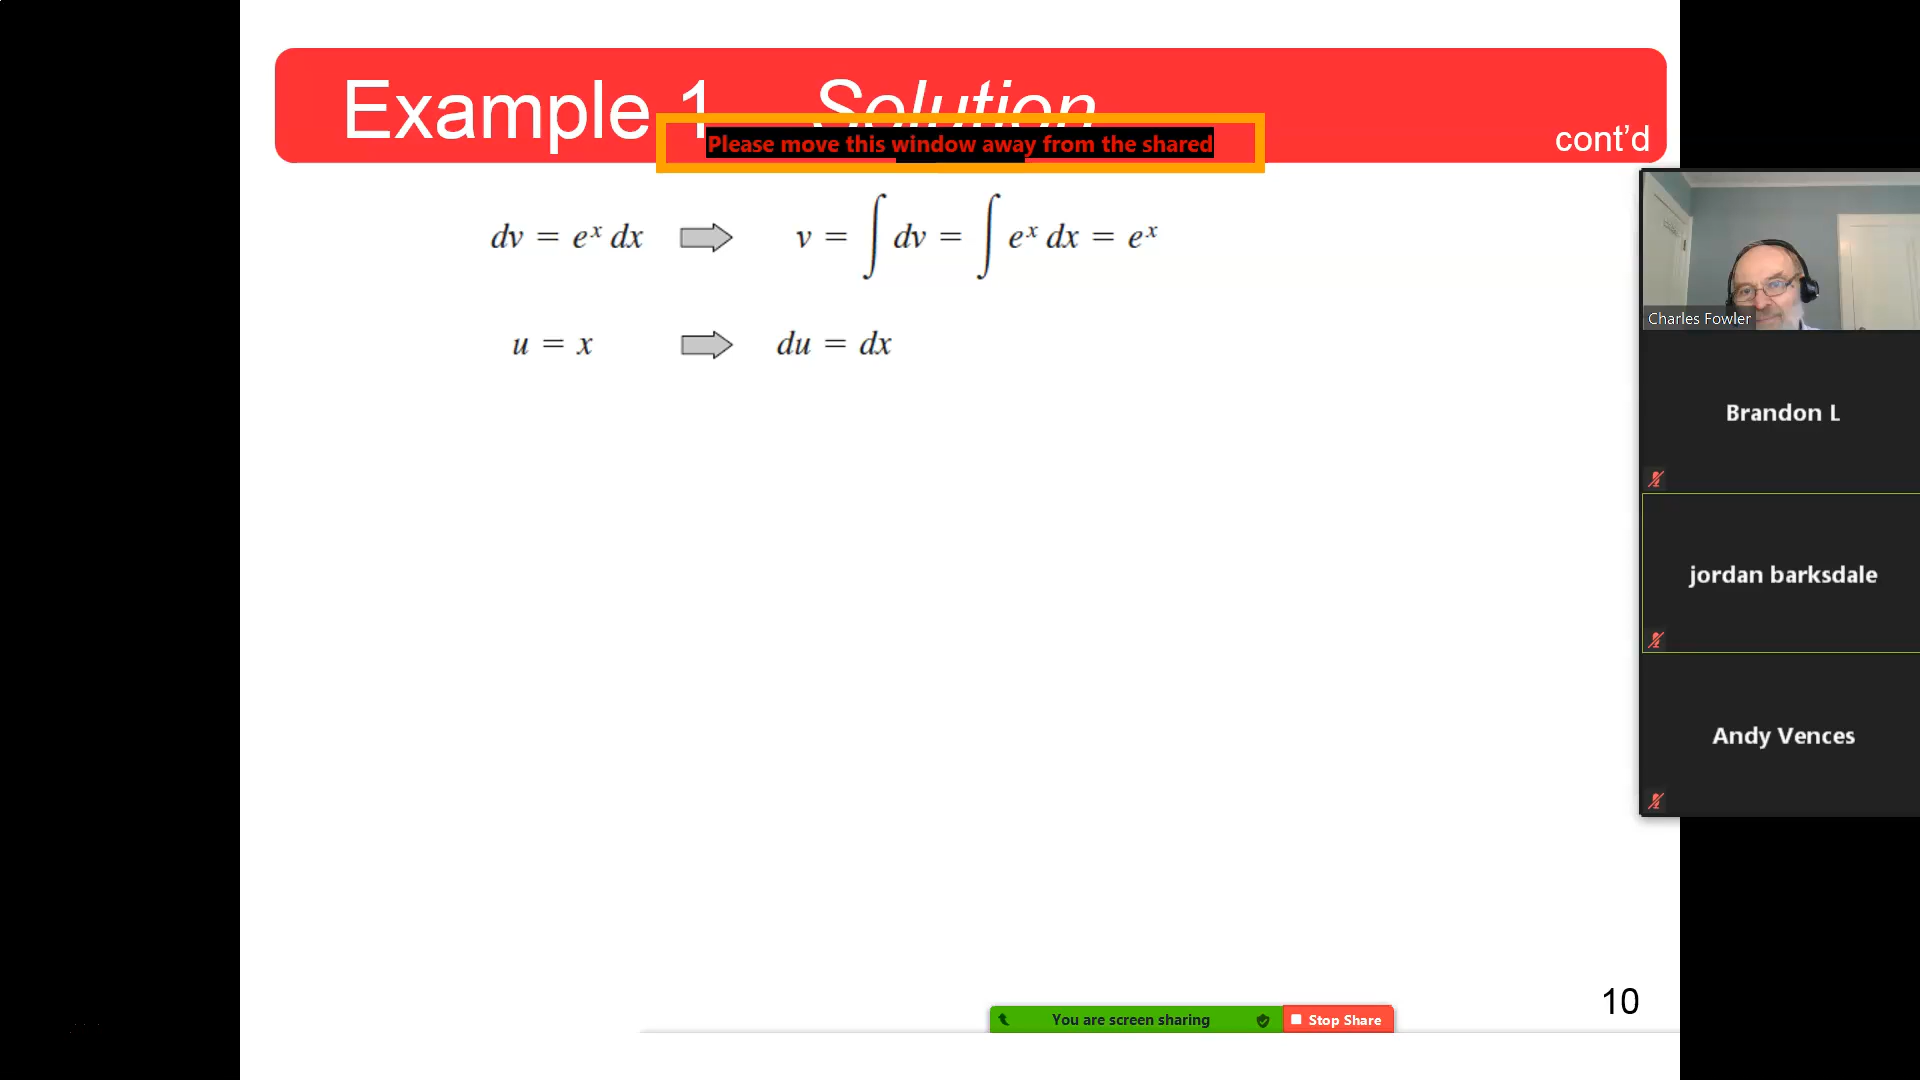 Example 1 Solution
cont’d
Please move this window away from the shared
dv = e^x dx ⇨ v = ∫ dv = ∫ e^x dx = e^x
u = x ⇨ du = dx
Charles Fowler
Brandon L
jordan barksdale
Andy Vences
10
You are screen sharing
Stop Share